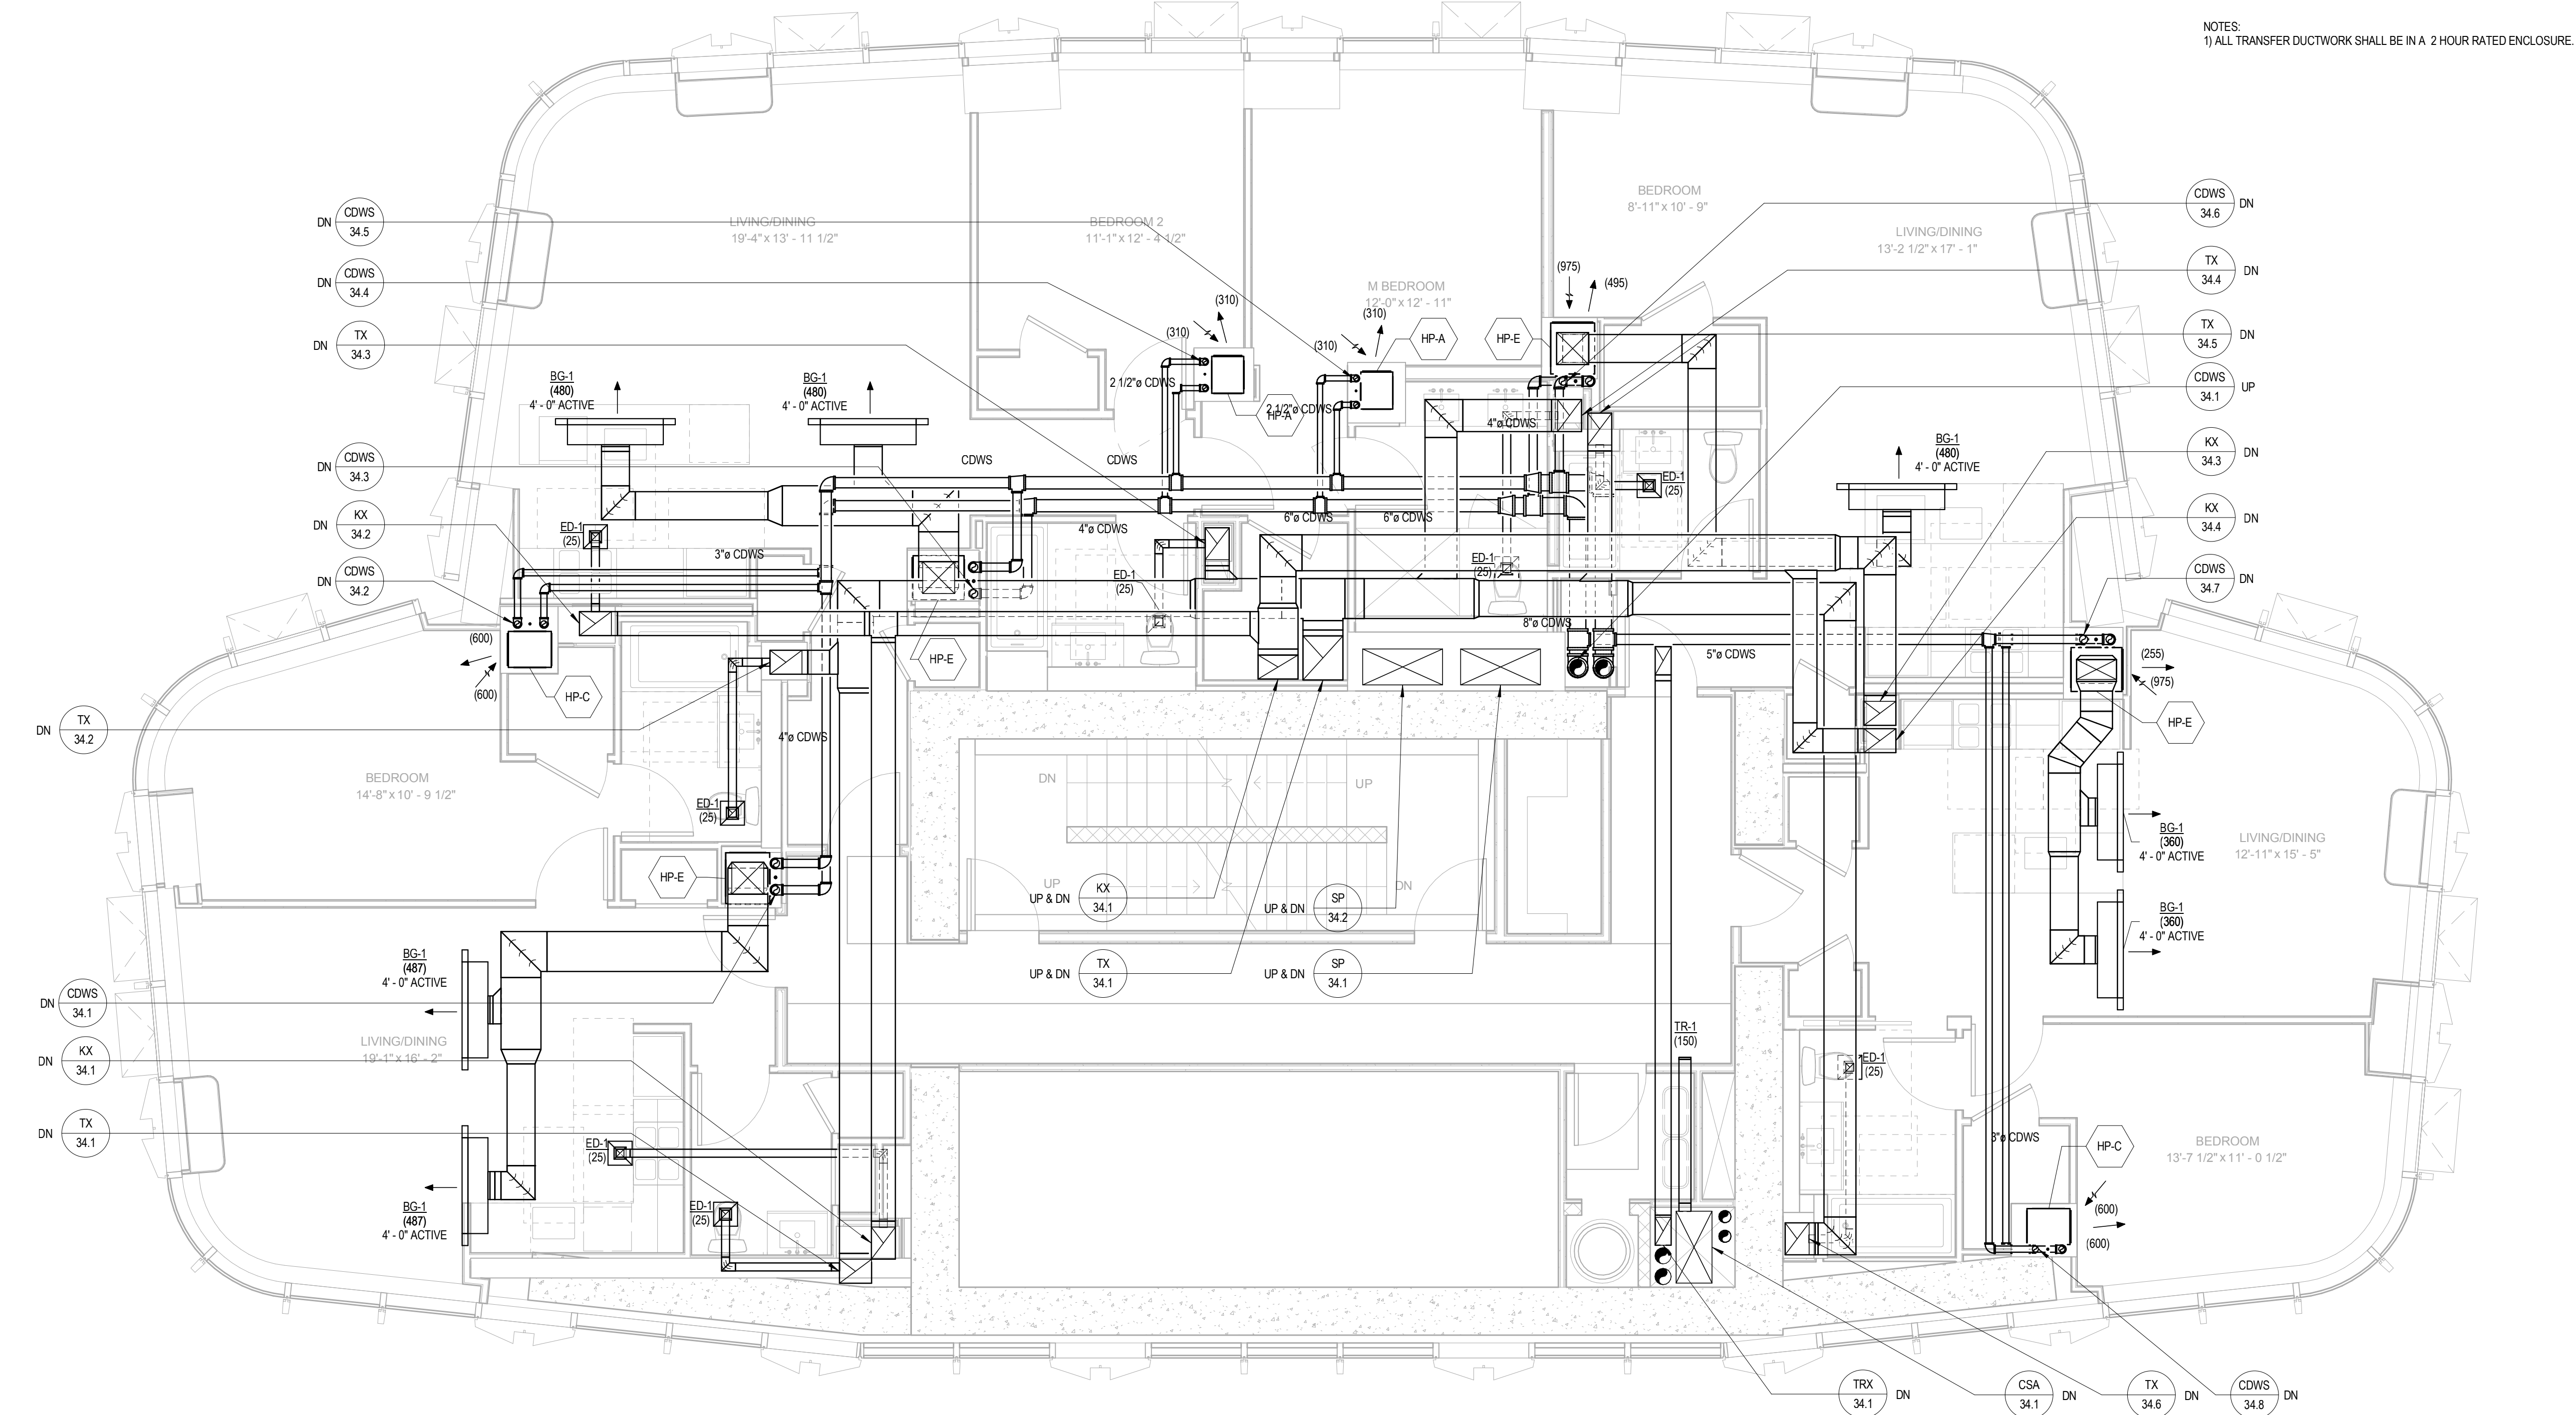 NOTES:
1) ALL TRANSFER DUCTWORK SHALL BE IN A 2 HOUR RATED ENCLOSURE.
BEDROOM
8'-11" x 10' - 9"
LIVING/DINING
19'-4" x 13' - 11 1/2"
BEDROOM 2
11'-1" x 12' - 4 1/2"
LIVING/DINING
13'-2 1/2" x 17' - 1"
M BEDROOM
12'-0" x 12' - 11"
DN
CDWS
34.5
DN
CDWS
34.4
DN
TX
34.3
CDWS
34.6
DN
TX
34.4
DN
TX
34.5
DN
CDWS
34.1
UP
(975)
(495)
(310)
(310)
(310)
(310)
HP-A
HP-E
HP-A
2 1/2"ø CDWS
2 1/2"ø CDWS
4"ø CDWS
BG-1
(480)
4' - 0" ACTIVE
BG-1
(480)
4' - 0" ACTIVE
BG-1
(480)
4' - 0" ACTIVE
CDWS
CDWS
DN
CDWS
34.3
DN
KX
34.2
DN
CDWS
34.2
KX
34.3
DN
KX
34.4
DN
CDWS
34.7
DN
ED-1
(25)
ED-1
(25)
3"ø CDWS
4"ø CDWS
6"ø CDWS
6"ø CDWS
ED-1
(25)
ED-1
(25)
8"ø CDWS
5"ø CDWS
(600)
(600)
HP-C
HP-E
(255)
(975)
HP-E
DN
TX
34.2
4"ø CDWS
BEDROOM
14'-8" x 10' - 9 1/2"
ED-1
(25)
DN
UP
UP
DN
HP-E
UP & DN
KX
34.1
UP & DN
SP
34.2
UP & DN
TX
34.1
UP & DN
SP
34.1
BG-1
(360)
4' - 0" ACTIVE
LIVING/DINING
12'-11" x 15' - 5"
BG-1
(360)
4' - 0" ACTIVE
BG-1
(487)
4' - 0" ACTIVE
DN
CDWS
34.1
DN
KX
34.1
DN
TX
34.1
LIVING/DINING
19'-1" x 16' - 2"
TR-1
(150)
ED-1
(25)
ED-1
(25)
3"ø CDWS
HP-C
BEDROOM
13'-7 1/2" x 11' - 0 1/2"
(600)
(600)
BG-1
(487)
4' - 0" ACTIVE
ED-1
(25)
TRX
34.1
DN
CSA
34.1
DN
TX
34.6
DN
CDWS
34.8
DN